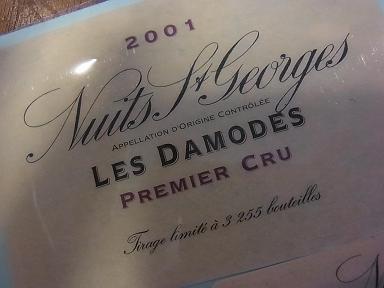 2001
Nuits St Georges
APPELLATION D'ORIGINE CONTRÔLÉE
LES DAMODES
PREMIER CRU
Tirage limité à 3 255 bouteilles